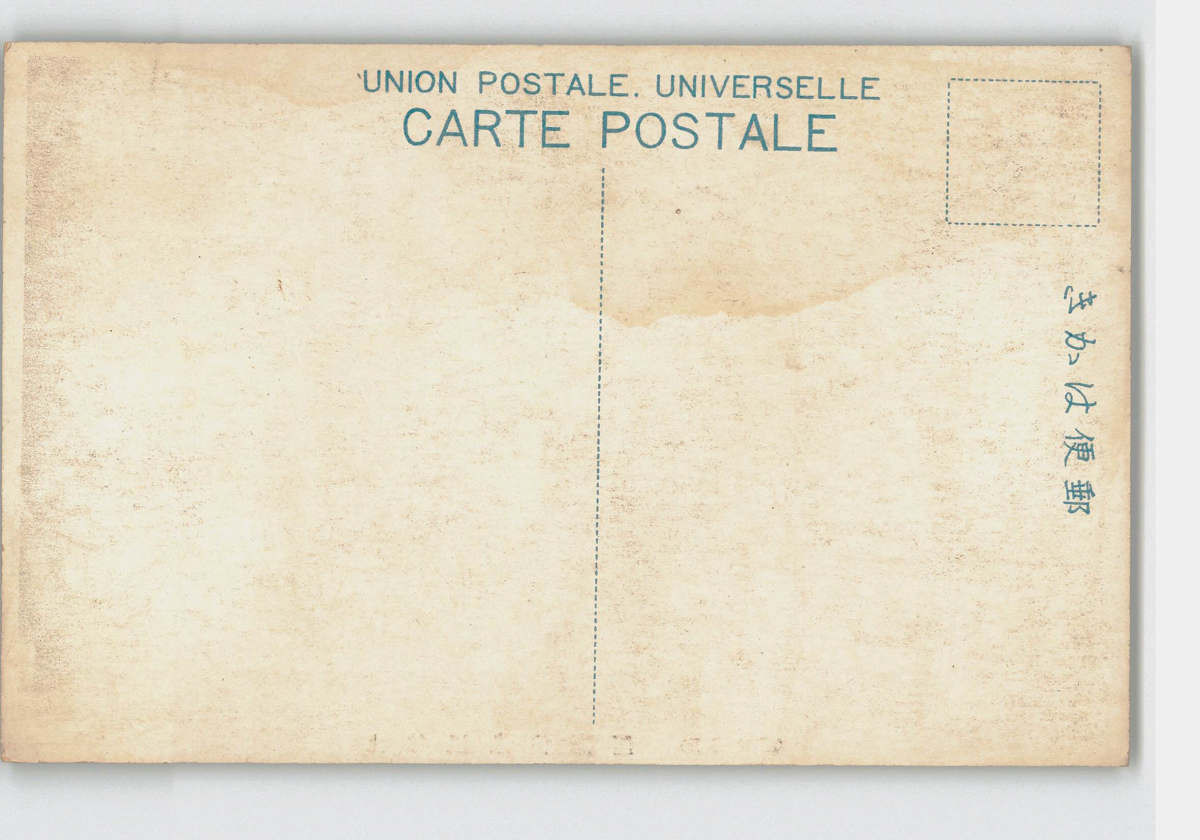 UNION POSTALE. UNIVERSELLE
CARTE POSTALE
きかは便郵